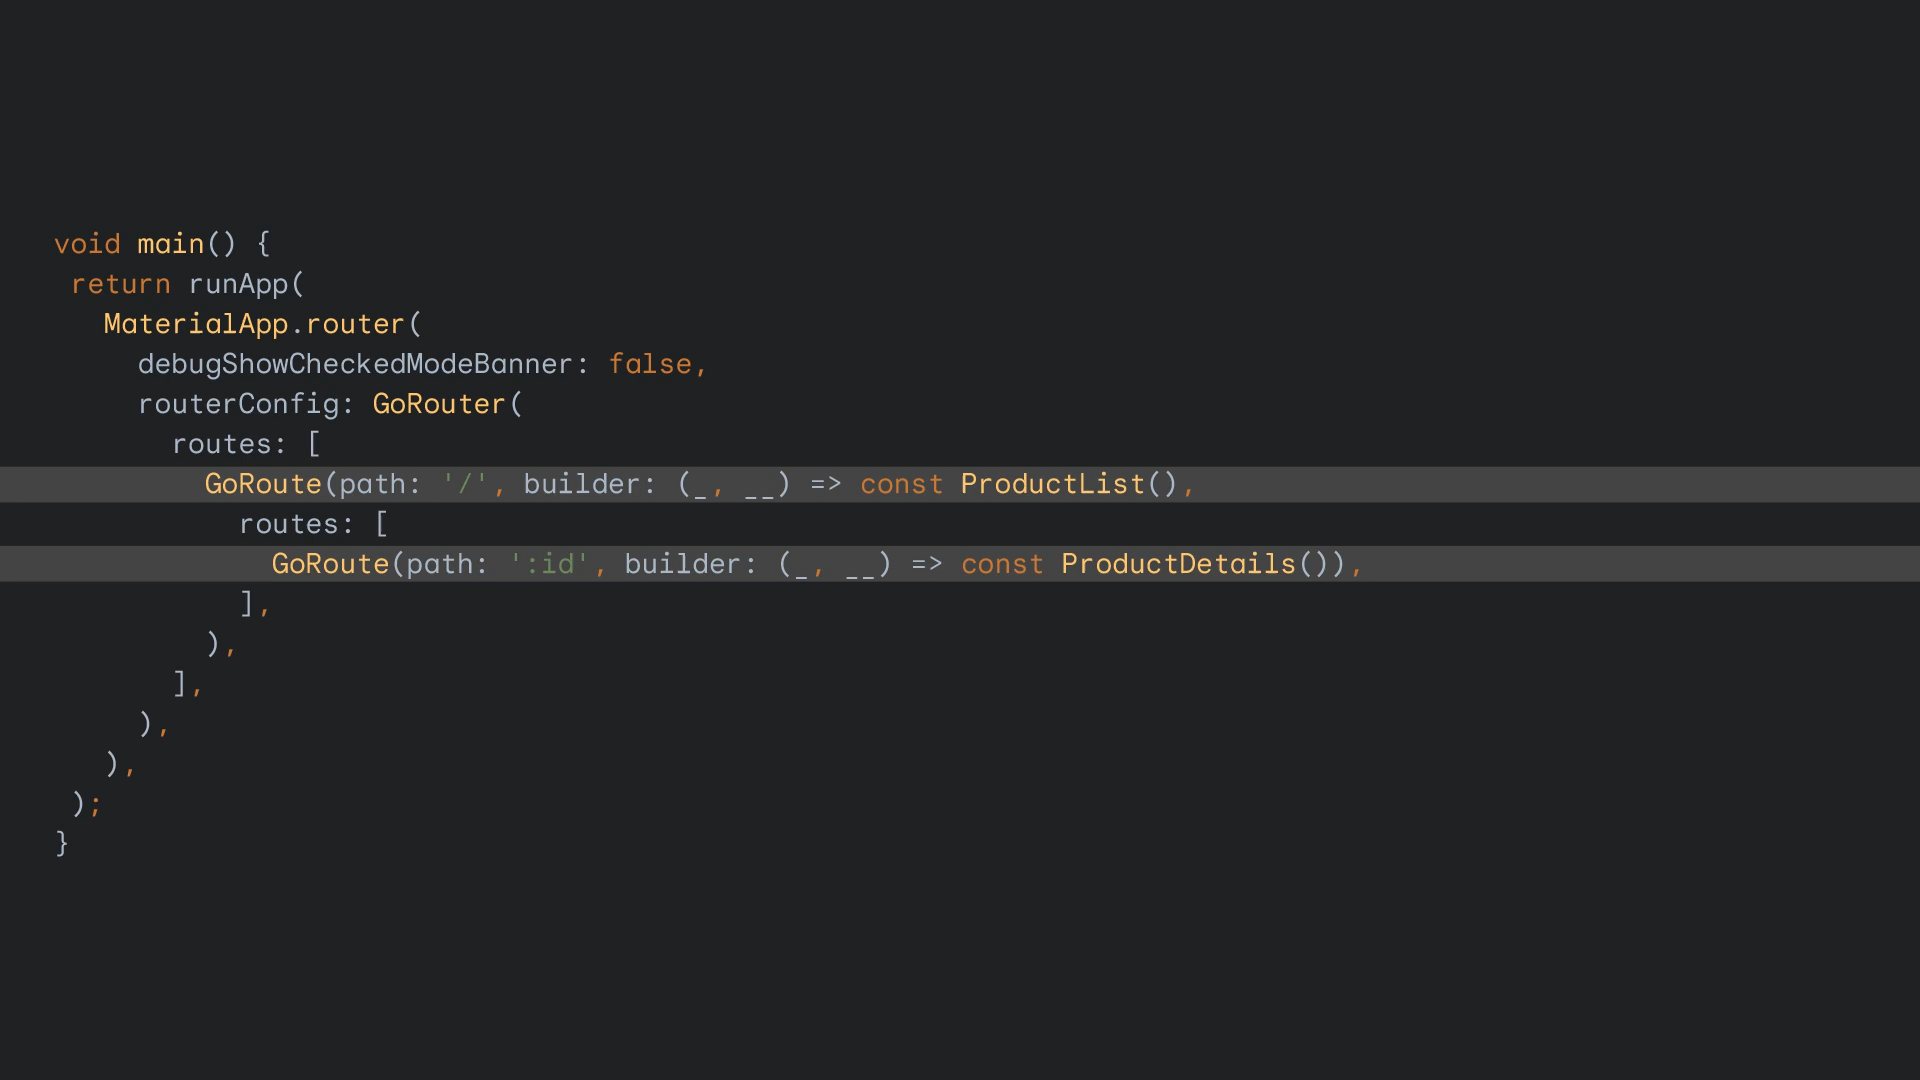 void main() {
 return runApp(
   MaterialApp.router(
     debugShowCheckedModeBanner: false,
     routerConfig: GoRouter(
       routes: [
         GoRoute(path: '/', builder: (_, __) => const ProductList(),
           routes: [
             GoRoute(path: ':id', builder: (_, __) => const ProductDetails()),
           ],
         ),
       ],
     ),
   ),
 );
}